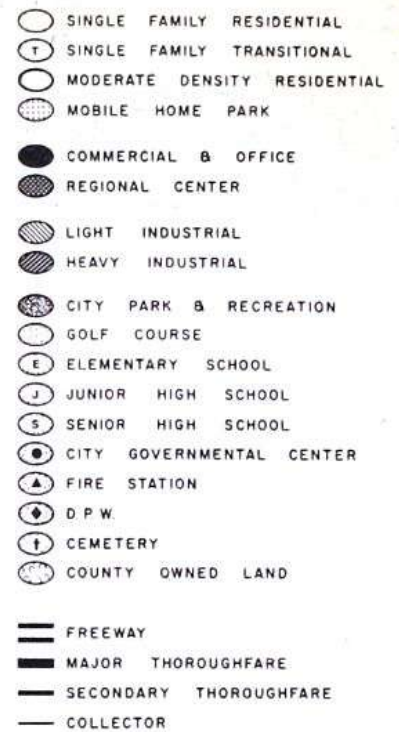 SINGLE FAMILY RESIDENTIAL
T SINGLE FAMILY TRANSITIONAL
MODERATE DENSITY RESIDENTIAL
MOBILE HOME PARK
COMMERCIAL & OFFICE
REGIONAL CENTER
LIGHT INDUSTRIAL
HEAVY INDUSTRIAL
CITY PARK & RECREATION
GOLF COURSE
E ELEMENTARY SCHOOL
J JUNIOR HIGH SCHOOL
S SENIOR HIGH SCHOOL
CITY GOVERNMENTAL CENTER
FIRE STATION
D.P.W.
CEMETERY
COUNTY OWNED LAND
FREEWAY
MAJOR THOROUGHFARE
SECONDARY THOROUGHFARE
COLLECTOR